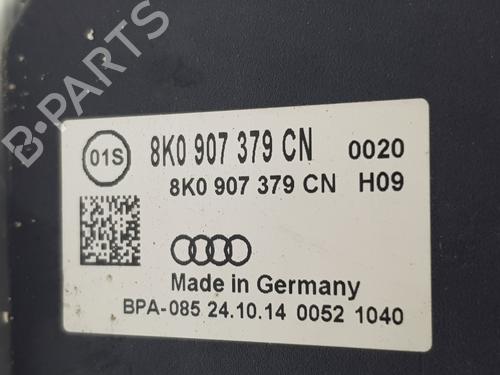 01S
8K0 907 379 CN 0020
8K0 907 379 CN H09
Made in Germany
BPA-085 24.10.14 0052 1040
B-PARTS